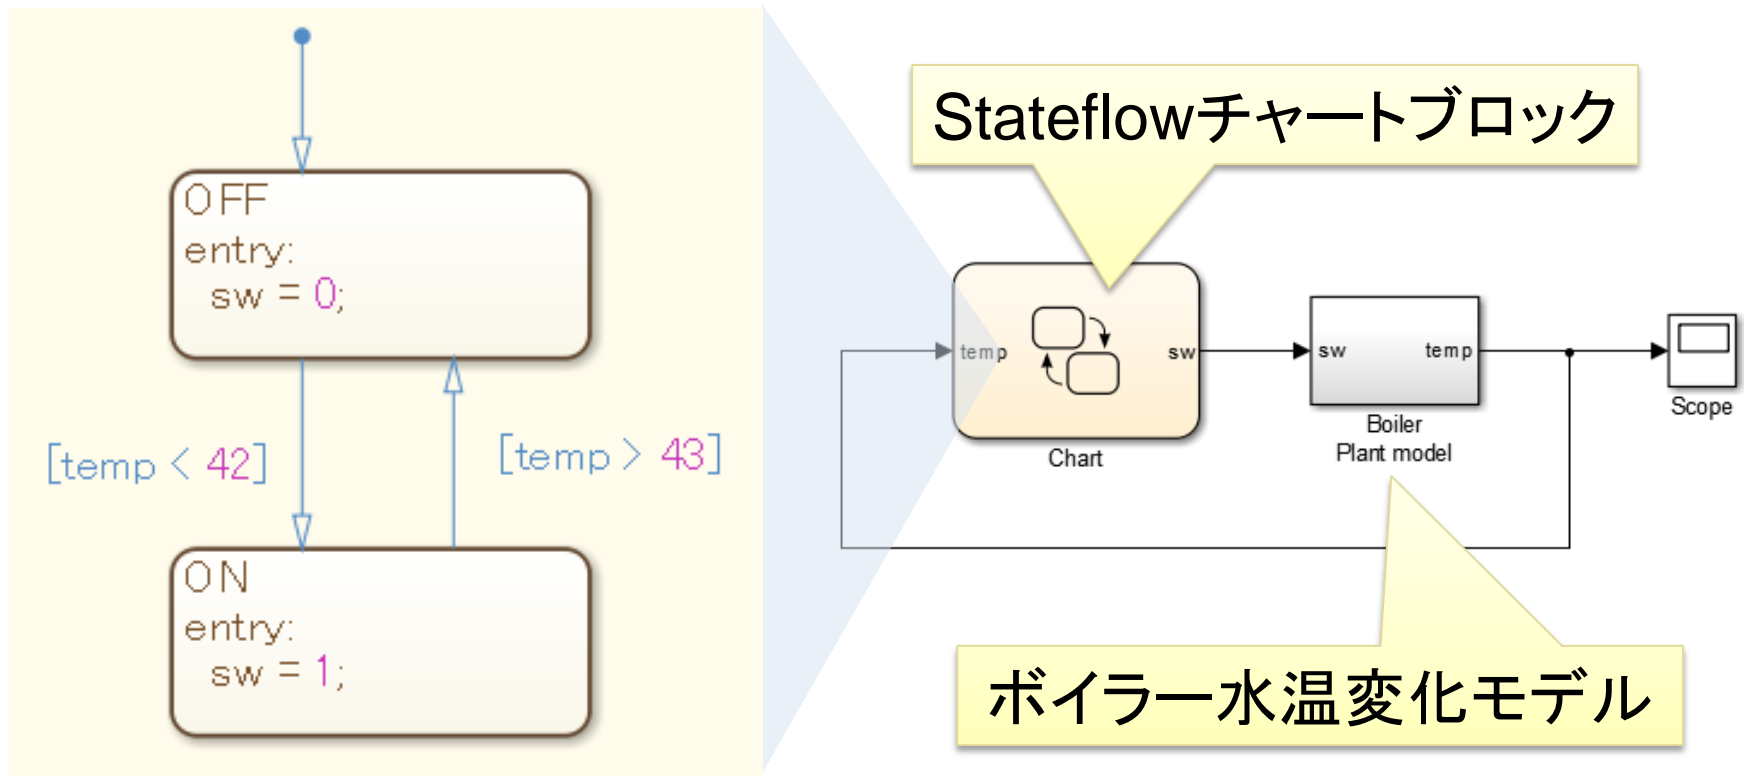 OFF
entry:
sw = 0;
[temp < 42]
[temp > 43]
ON
entry:
sw = 1;
Stateflowチャートブロック
temp
sw
Chart
sw
temp
Boiler
Plant model
Scope
ボイラー水温変化モデル